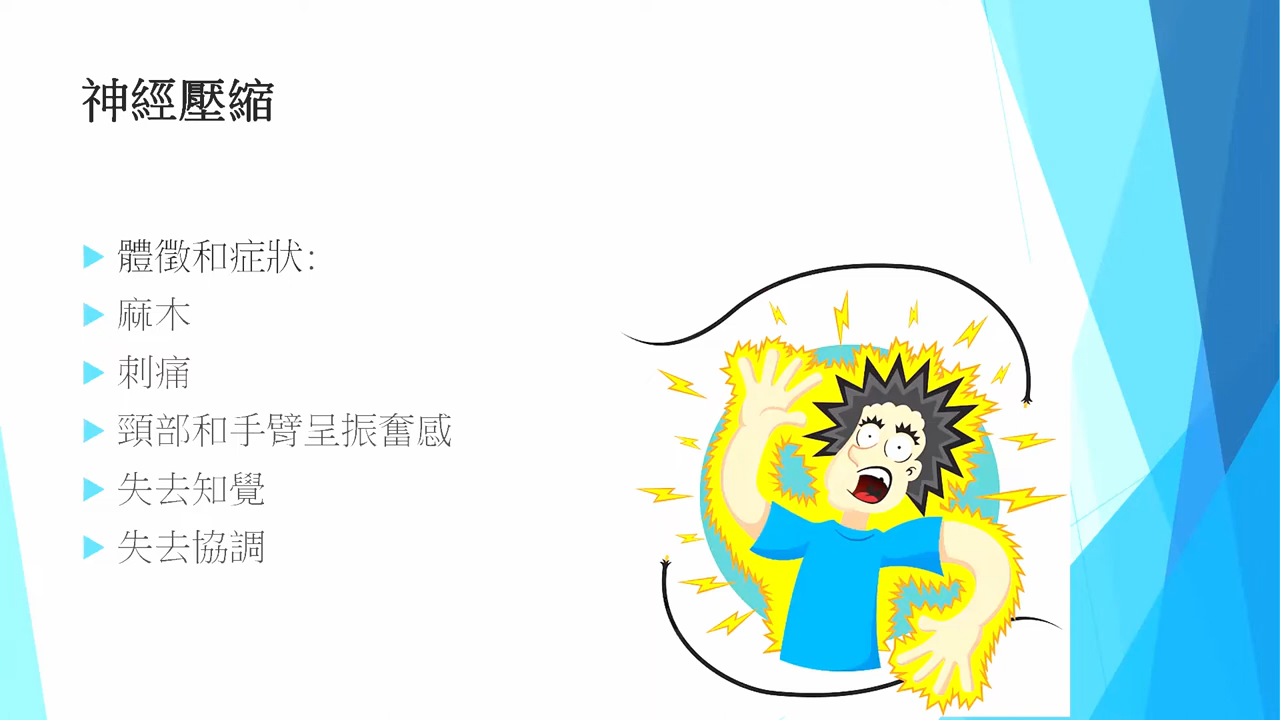 神經壓縮
體徵和症狀:
麻木
刺痛
頸部和手臂呈振奮感
失去知覺
失去協調